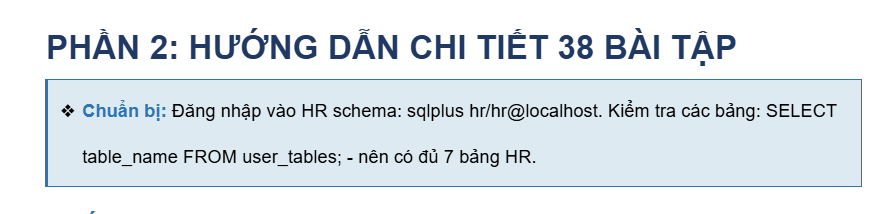 PHẦN 2: HƯỚNG DẪN CHI TIẾT 38 BÀI TẬP
❖ Chuẩn bị: Đăng nhập vào HR schema: sqlplus hr/hr@localhost. Kiểm tra các bảng: SELECT
table_name FROM user_tables; - nên có đủ 7 bảng HR.